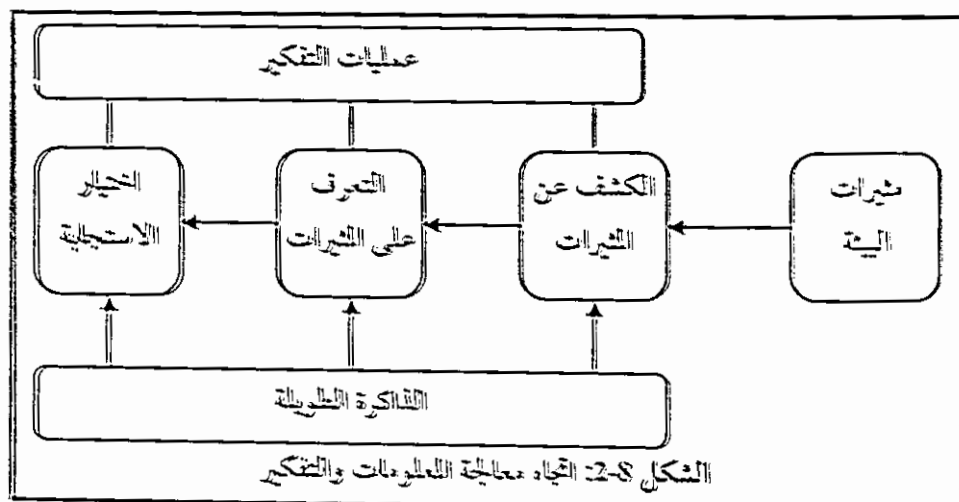 عمليات التفكير
مثيرات
البيئة
الكشف عن
المثيرات
التعرف
على المثيرات
اختيار
الاستجابة
الذاكرة الطويلة
الشكل 8-2: اتجاه معالجة المعلومات والتفكير